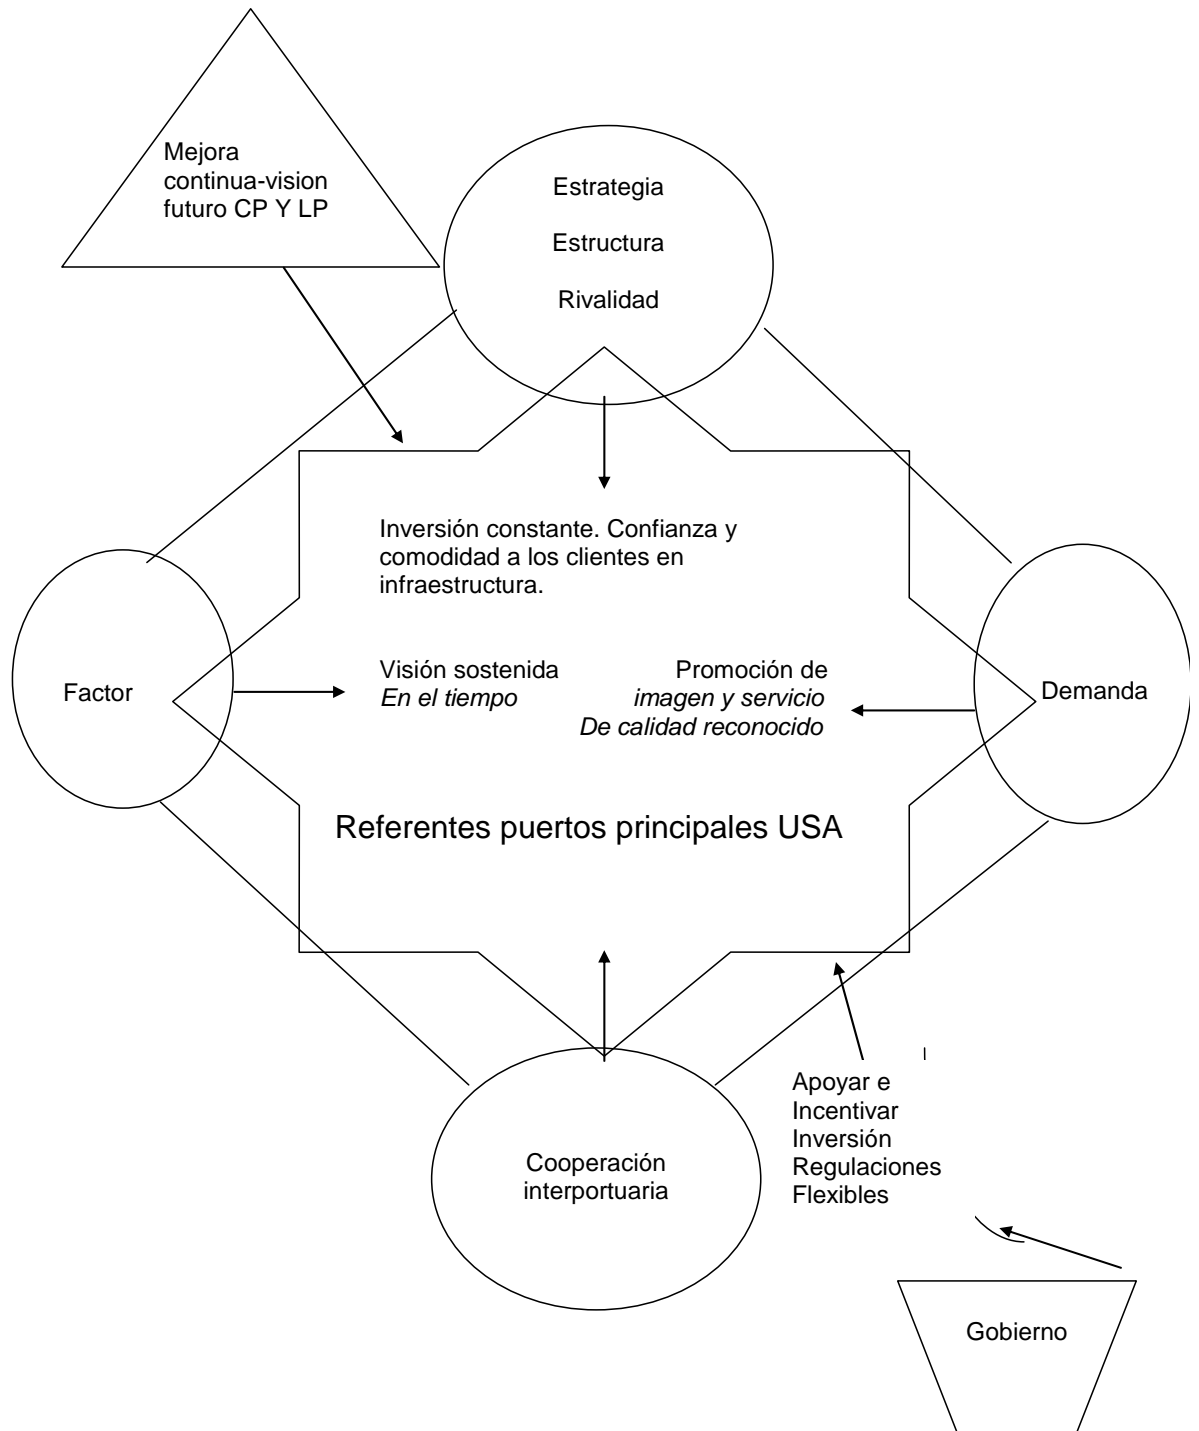 Mejora
continua-vision
futuro CP Y LP
Estrategia
Estructura
Rivalidad
Inversión constante. Confianza y
comodidad a los clientes en
infraestructura.
Factor
Visión sostenida
En el tiempo
Promoción de
imagen y servicio
De calidad reconocido
Demanda
Referentes puertos principales USA
Cooperación
interportuaria
Apoyar e
Incentivar
Inversión
Regulaciones
Flexibles
Gobierno